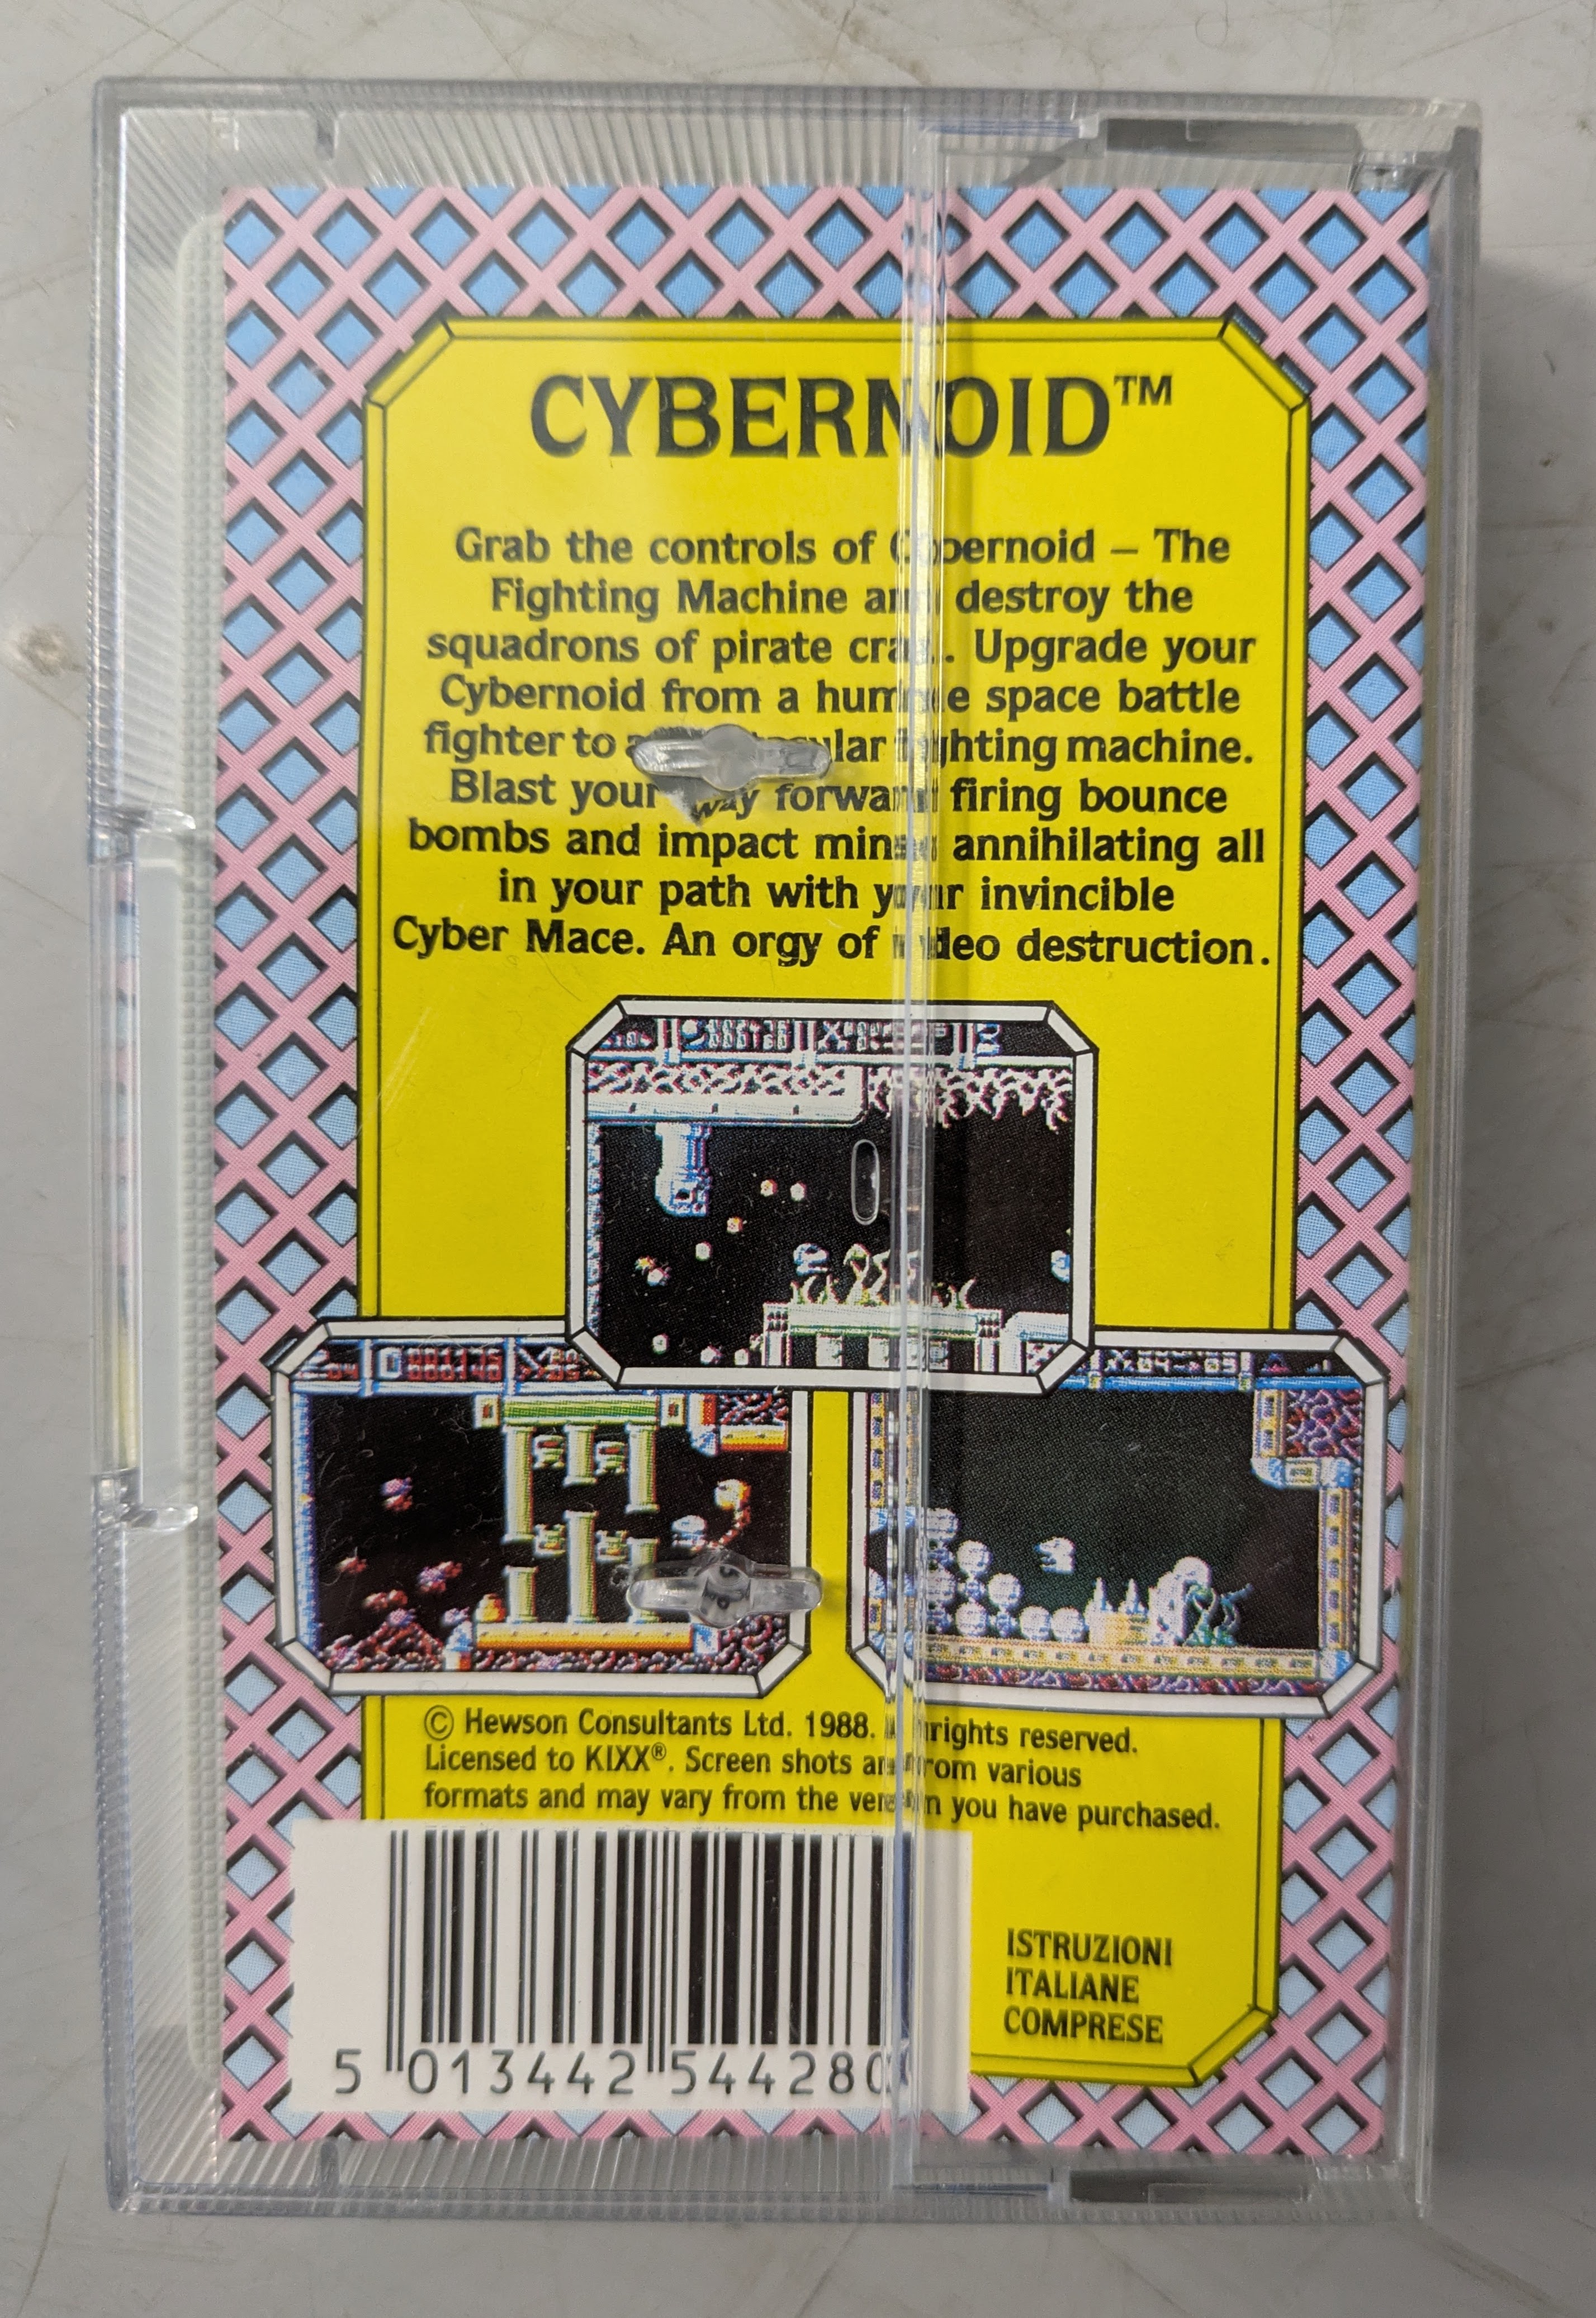 CYBERNOID™
Grab the controls of Cybernoid – The
Fighting Machine and destroy the
squadrons of pirate craft. Upgrade your
Cybernoid from a humble space battle
fighter to a spectacular fighting machine.
Blast your way forward firing bounce
bombs and impact mines annihilating all
in your path with your invincible
Cyber Mace. An orgy of video destruction.
© Hewson Consultants Ltd. 1988. All rights reserved.
Licensed to KIXX®. Screen shots are from various
formats and may vary from the version you have purchased.
ISTRUZIONI
ITALIANE
COMPRESE
5 013442 544280